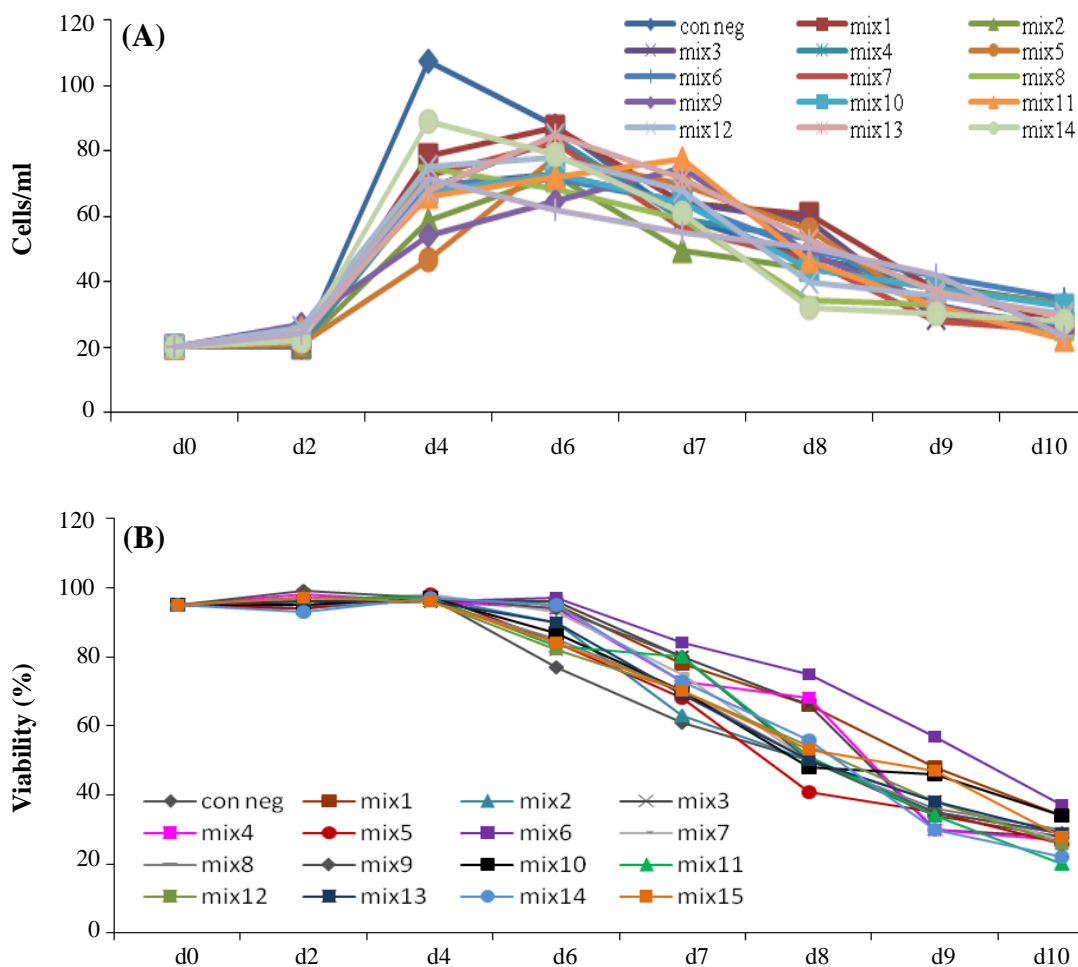 (A)
120
100
80
60
40
20
0
Cells/ml
con neg mix1 mix2
mix3 mix4 mix5
mix6 mix7 mix8
mix9 mix10 mix11
mix12 mix13 mix14
d0 d2 d4 d6 d7 d8 d9 d10
(B)
120
100
80
60
40
20
0
Viability (%)
con neg mix1 mix2 mix3
mix4 mix5 mix6 mix7
mix8 mix9 mix10 mix11
mix12 mix13 mix14 mix15
d0 d2 d4 d6 d7 d8 d9 d10